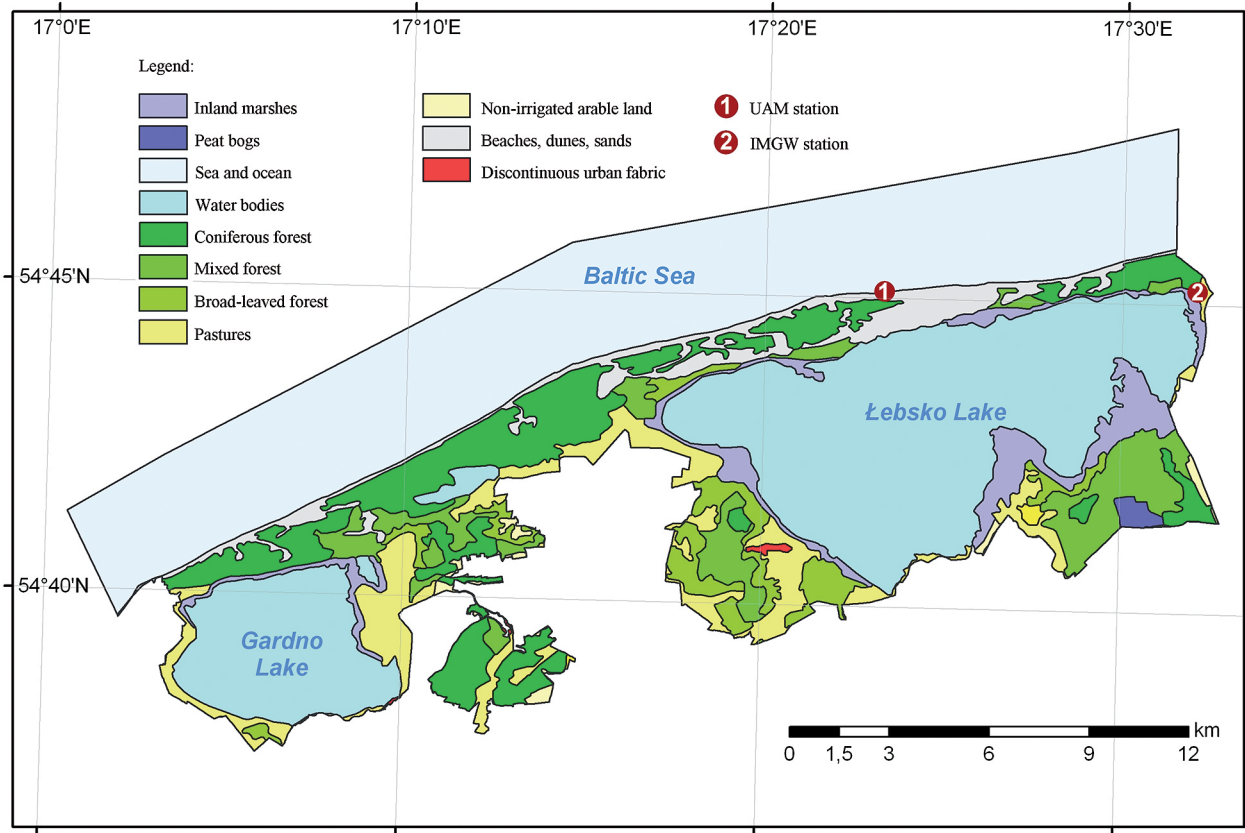 17°0'E
17°10'E
17°20'E
17°30'E
Legend:
Inland marshes
Peat bogs
Sea and ocean
Water bodies
Coniferous forest
Mixed forest
Broad-leaved forest
Pastures
Non-irrigated arable land
Beaches, dunes, sands
Discontinuous urban fabric
1 UAM station
2 IMGW station
54°45'N
Baltic Sea
1
2
Łebsko Lake
54°40'N
Gardno
Lake
km
0 1,5 3 6 9 12